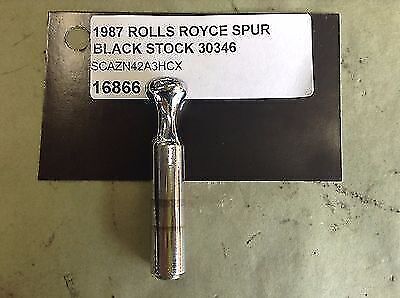 1987 ROLLS ROYCE SPUR
BLACK STOCK 30346
SCAZN42A3HCX
16866